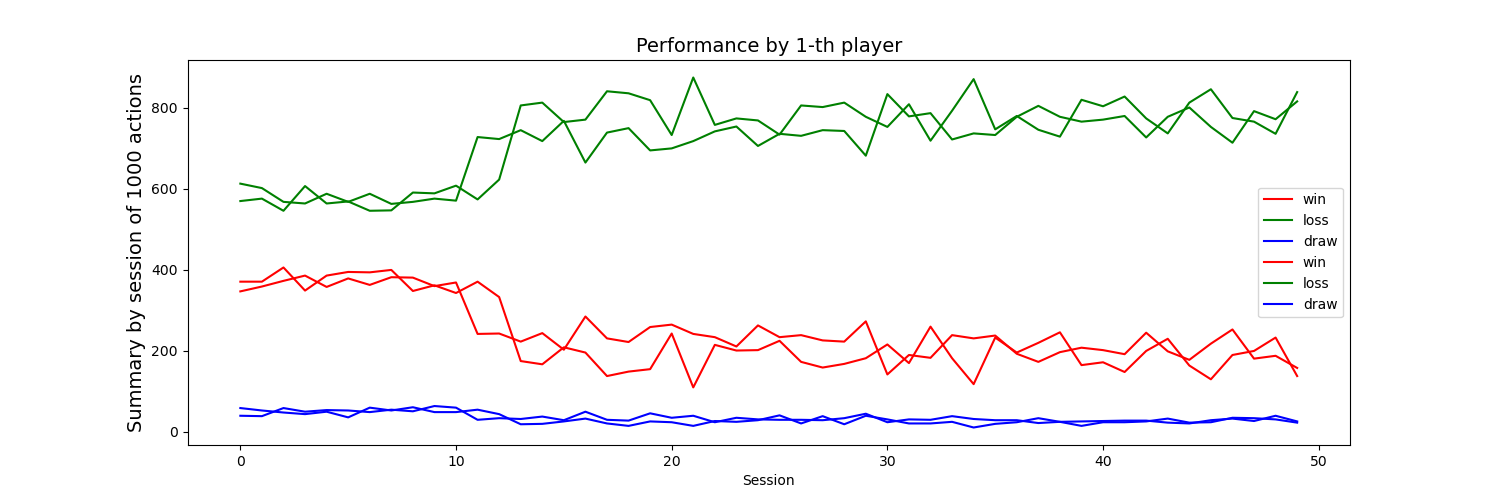 Performance by 1-th player
Summary by session of 1000 actions
800
600
400
200
0
win
loss
draw
win
loss
draw
0 10 20 30 40 50
Session